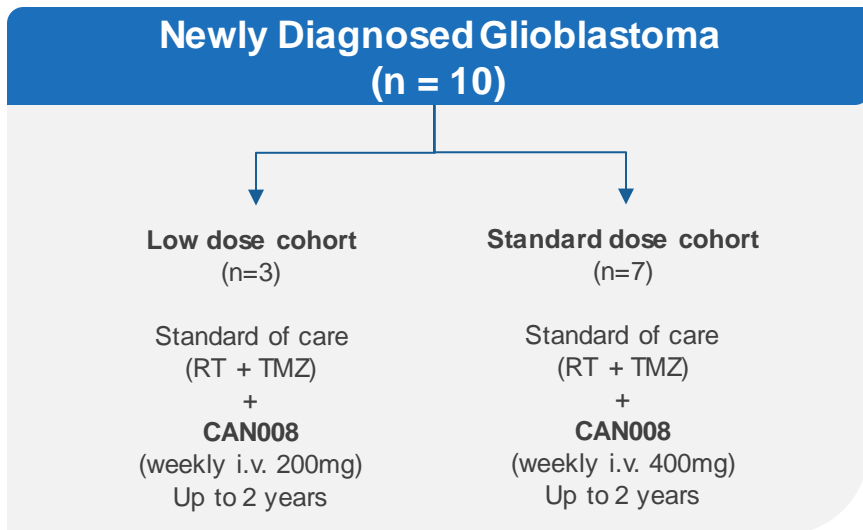 Newly Diagnosed Glioblastoma
(n = 10)
Low dose cohort
(n=3)
Standard of care
(RT + TMZ)
+
CAN008
(weekly i.v. 200mg)
Up to 2 years
Standard dose cohort
(n=7)
Standard of care
(RT + TMZ)
+
CAN008
(weekly i.v. 400mg)
Up to 2 years